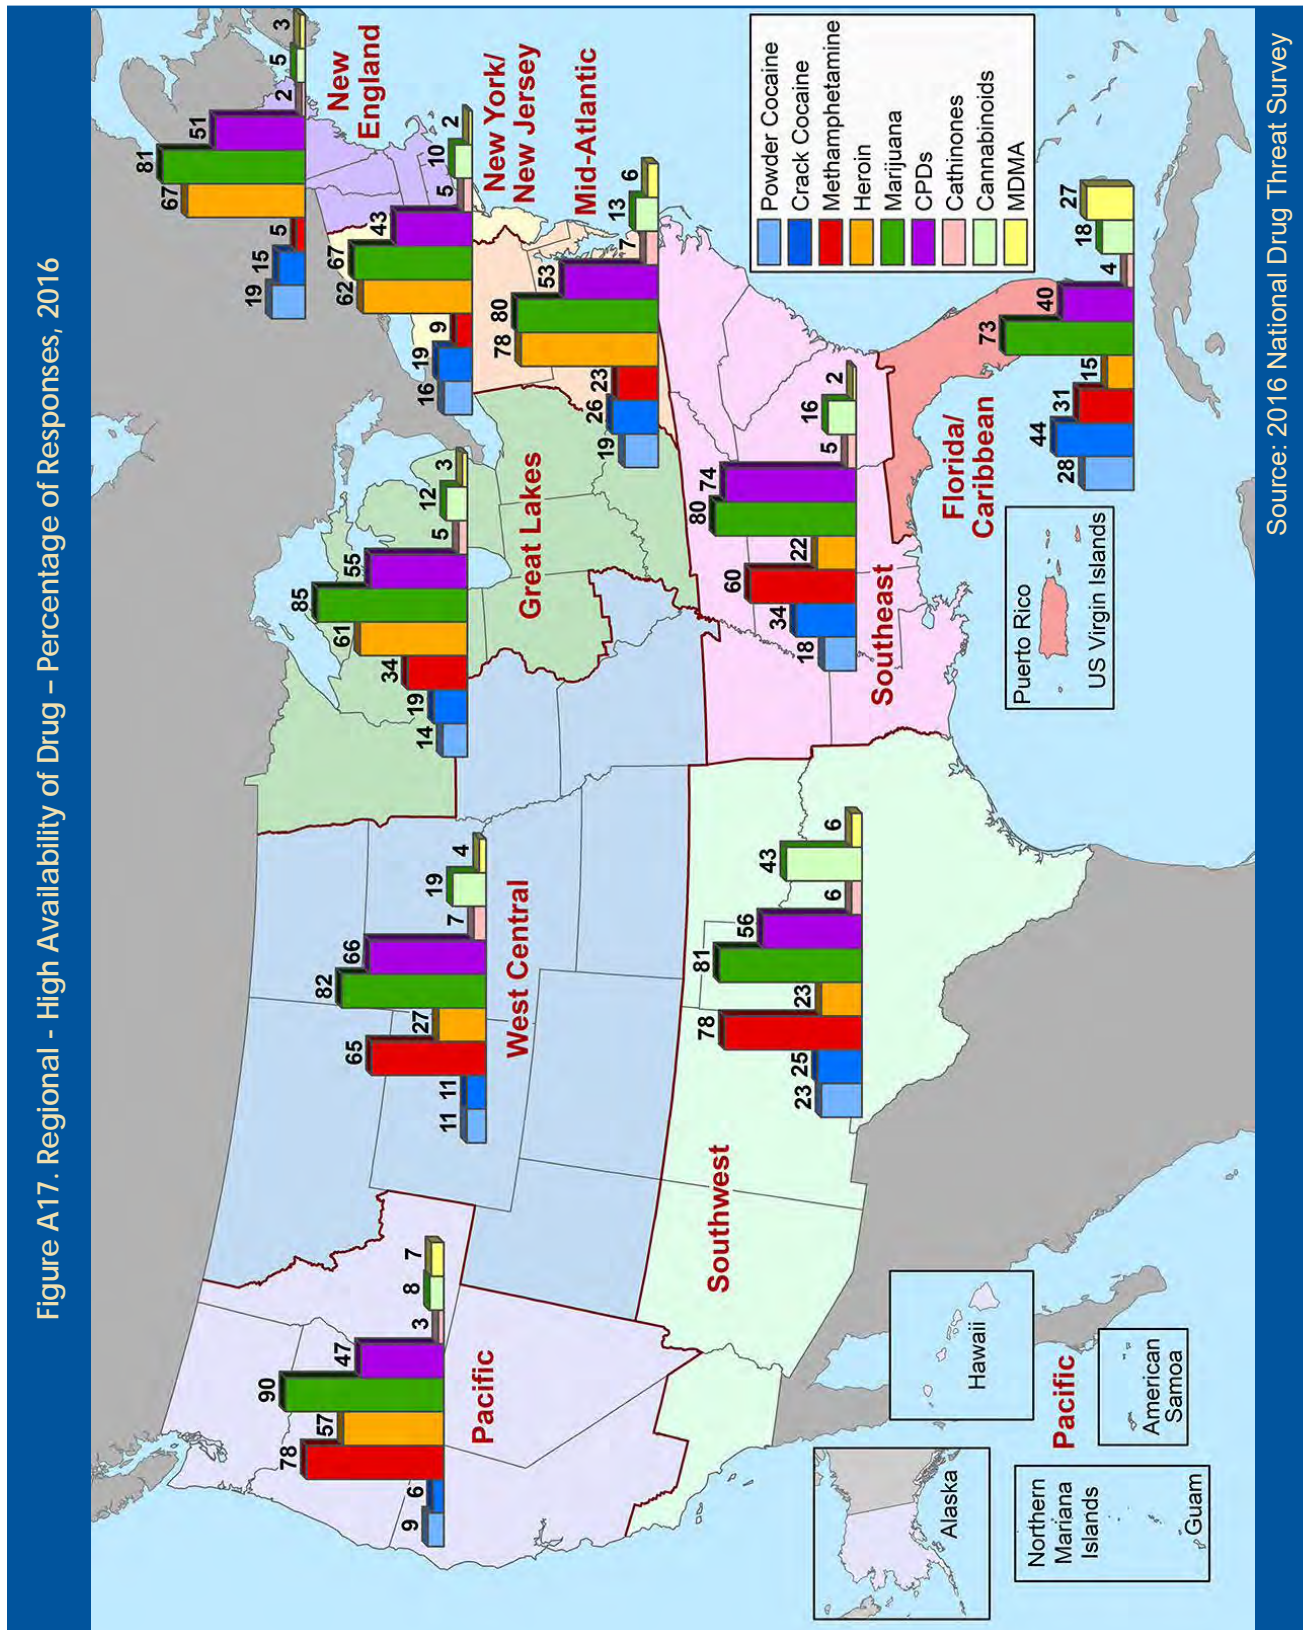 Figure A17. Regional - High Availability of Drug – Percentage of Responses, 2016
New
England
19 15 5 67 81 51 2 5 3
New York/
New Jersey
16 19 9 62 67 43 5 10 2
Mid-Atlantic
19 26 23 78 80 53 7 13 6
Great Lakes
14 19 34 61 85 55 5 12 3
West Central
11 11 65 27 82 66 7 19 4
Pacific
9 6 78 57 90 47 3 8 7
Southwest
23 25 78 23 81 56 6 43 6
Southeast
18 34 60 22 80 74 5 16 2
Florida/
Caribbean
28 44 31 15 73 40 4 18 27
Powder Cocaine
Crack Cocaine
Methamphetamine
Heroin
Marijuana
CPDs
Cathinones
Cannabinoids
MDMA
Puerto Rico
US Virgin Islands
Alaska
Hawaii
Pacific
Northern
Mariana
Islands
Guam
American
Samoa
Source: 2016 National Drug Threat Survey